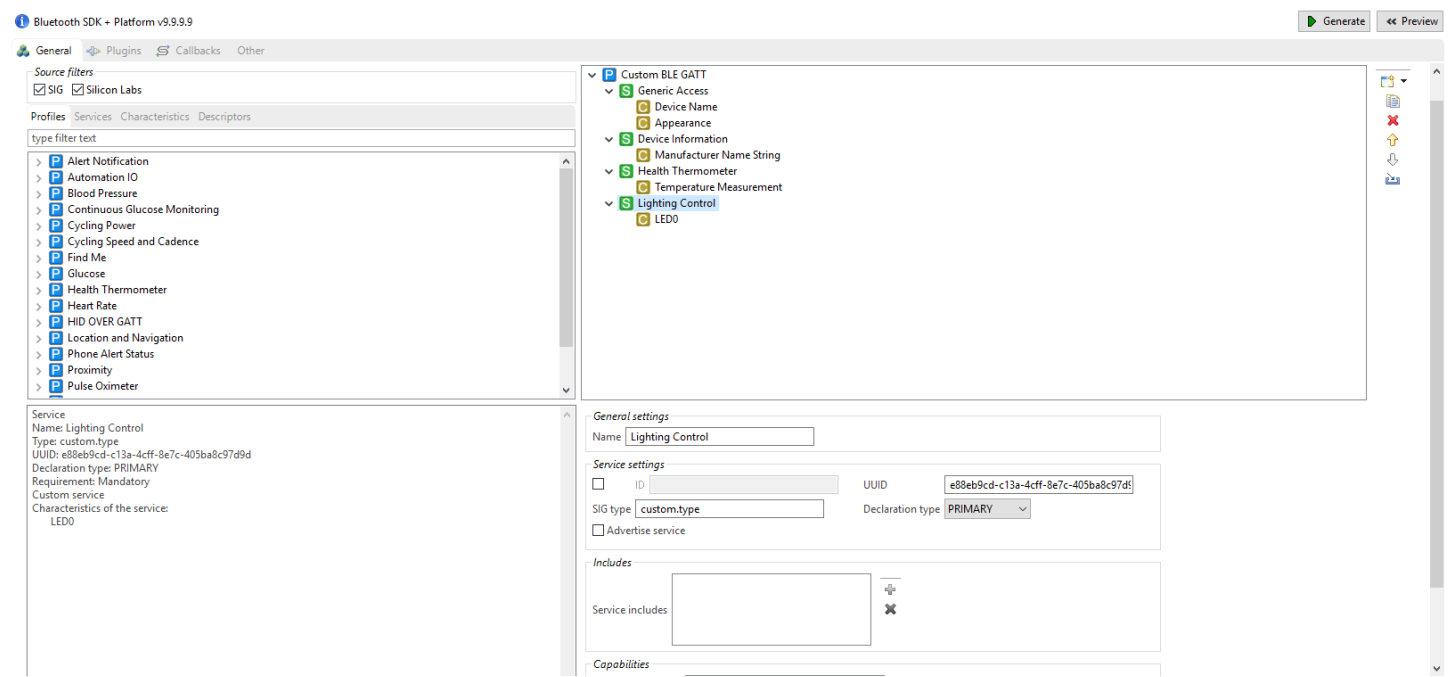 Bluetooth SDK + Platform v9.9.9.9
Generate
Preview
General Plugins Callbacks Other
Source filters
SIG Silicon Labs
Profiles Services Characteristics Descriptors
type filter text
P Alert Notification
P Automation IO
P Blood Pressure
P Continuous Glucose Monitoring
P Cycling Power
P Cycling Speed and Cadence
P Find Me
P Glucose
P Health Thermometer
P Heart Rate
P HID OVER GATT
P Location and Navigation
P Phone Alert Status
P Proximity
P Pulse Oximeter
P Custom BLE GATT
S Generic Access
C Device Name
C Appearance
S Device Information
C Manufacturer Name String
S Health Thermometer
C Temperature Measurement
S Lighting Control
C LED0
Service
Name: Lighting Control
Type: custom.type
UUID: e88eb9cd-c13a-4cff-8e7c-405ba8c97d9d
Declaration type: PRIMARY
Requirement: Mandatory
Custom service
Characteristics of the service:
LED0
General settings
Name Lighting Control
Service settings
ID
UUID e88eb9cd-c13a-4cff-8e7c-405ba8c97d9
SIG type custom.type
Declaration type PRIMARY
Advertise service
Includes
Service includes
Capabilities